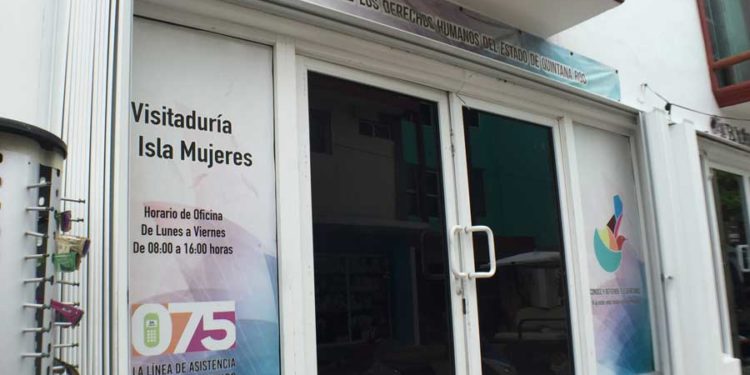 LOS DERECHOS HUMANOS DEL ESTADO DE QUINTANA ROO
Visitaduría
Isla Mujeres
Horario de Oficina
De Lunes a Viernes
De 08:00 a 16:00 horas
075
LA LÍNEA DE ASISTENCIA
CONOCE Y